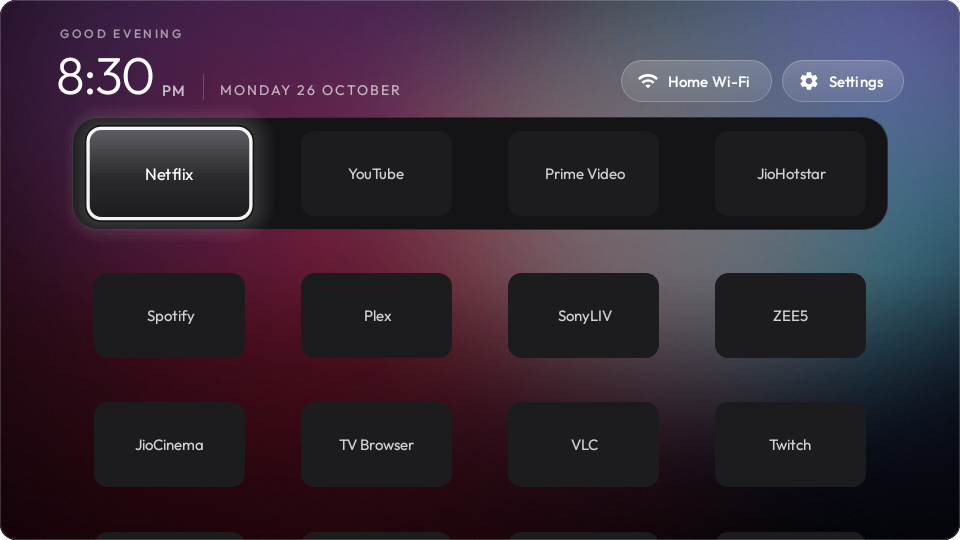 GOOD EVENING
8:30 PM MONDAY 26 OCTOBER
Home Wi-Fi Settings
Netflix YouTube Prime Video JioHotstar
Spotify Plex SonyLIV ZEE5
JioCinema TV Browser VLC Twitch